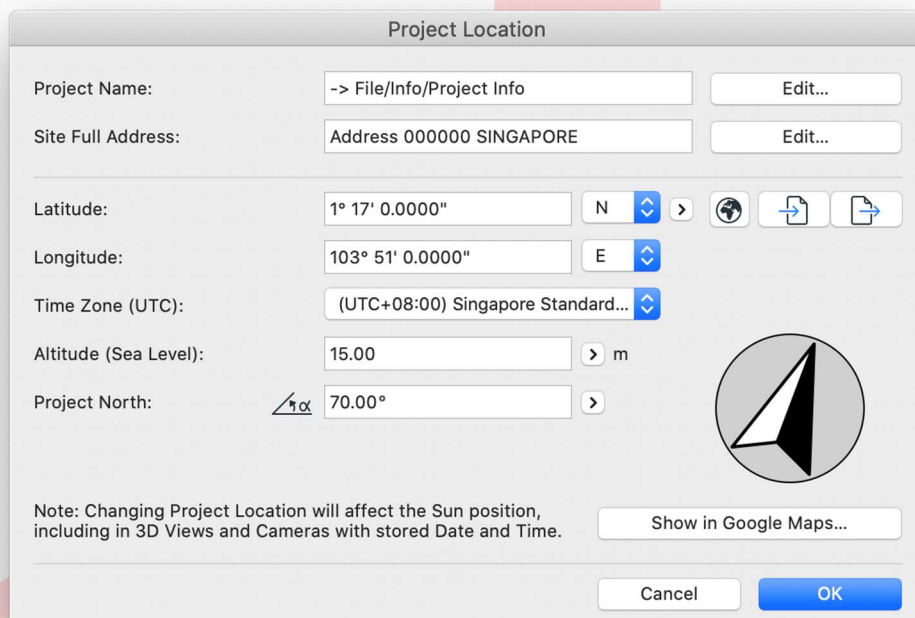 Project Location
Project Name: -> File/Info/Project Info Edit...
Site Full Address: Address 000000 SINGAPORE Edit...
Latitude: 1° 17' 0.0000" N
Longitude: 103° 51' 0.0000" E
Time Zone (UTC): (UTC+08:00) Singapore Standard...
Altitude (Sea Level): 15.00 m
Project North: α 70.00°
Note: Changing Project Location will affect the Sun position,
including in 3D Views and Cameras with stored Date and Time.
Show in Google Maps...
Cancel OK